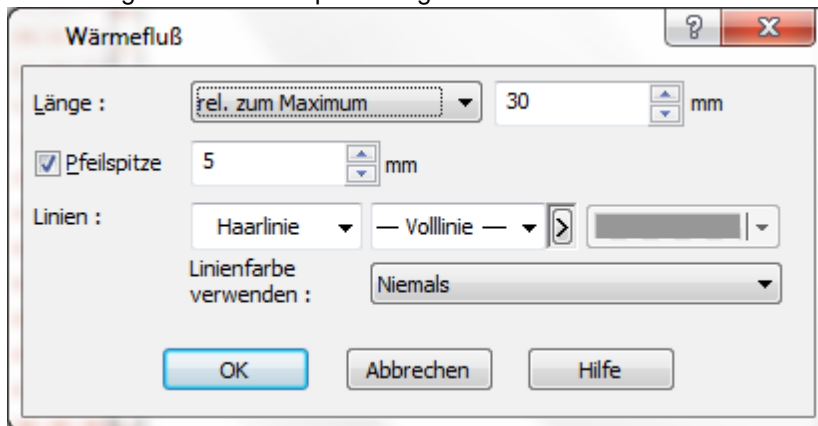 Wärmefluß
Länge : rel. zum Maximum 30 mm
Pfeilspitze 5 mm
Linien : Haarlinie — Volllinie — >
Linienfarbe
verwenden : Niemals
OK Abbrechen Hilfe